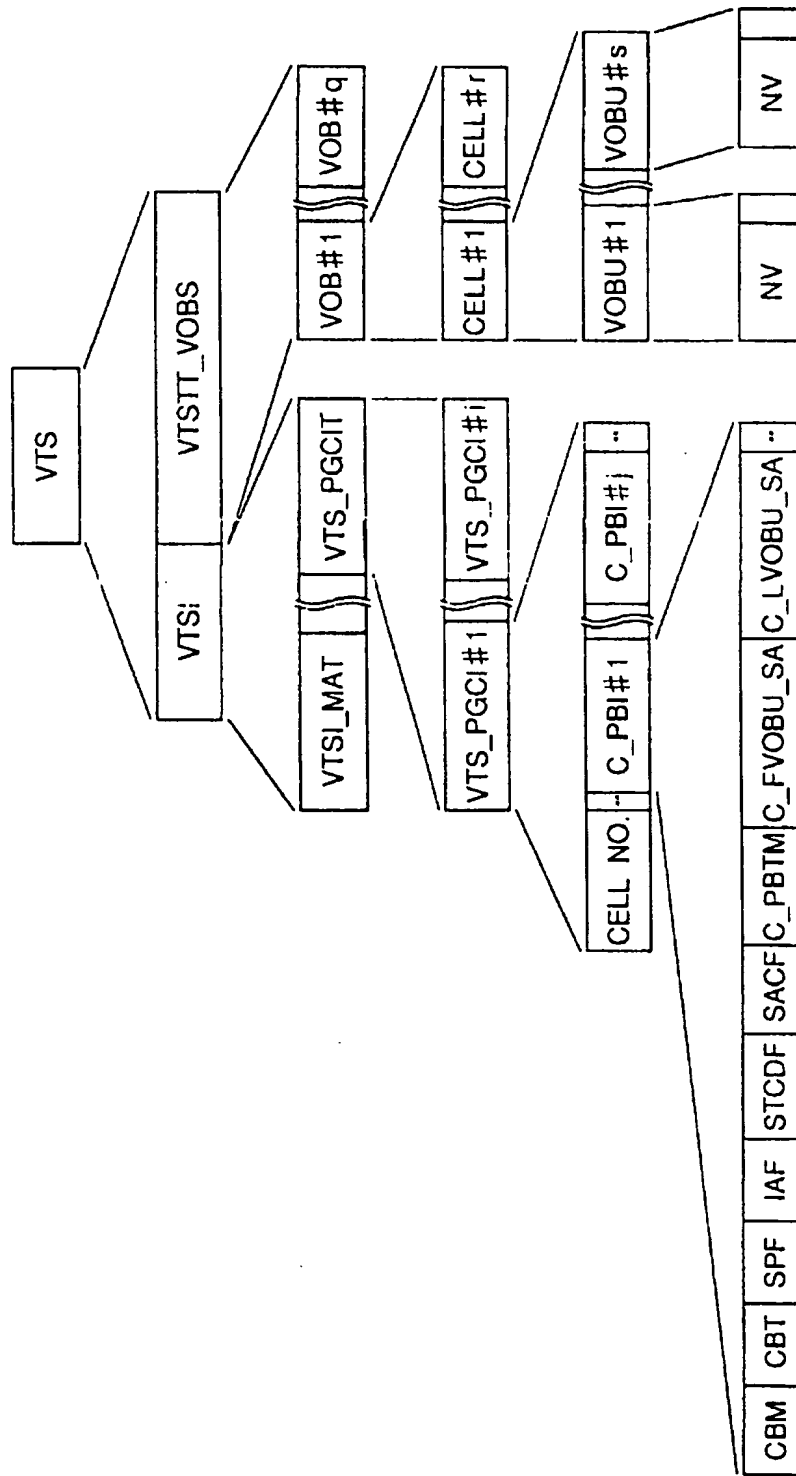 VTS
VTSI VTSTT_VOBS
VTSI_MAT VTS_PGCIT VOB#1 VOB#q
VTS_PGCI#1 VTS_PGCI#i CELL#1 CELL#r
CELL NO. ·· C_PBI#1 C_PBI#j ·· VOBU#1 VOBU#s
CBM CBT SPF IAF STCDF SACF C_PBTM C_FVOBU_SA C_LVOBU_SA ·· NV NV